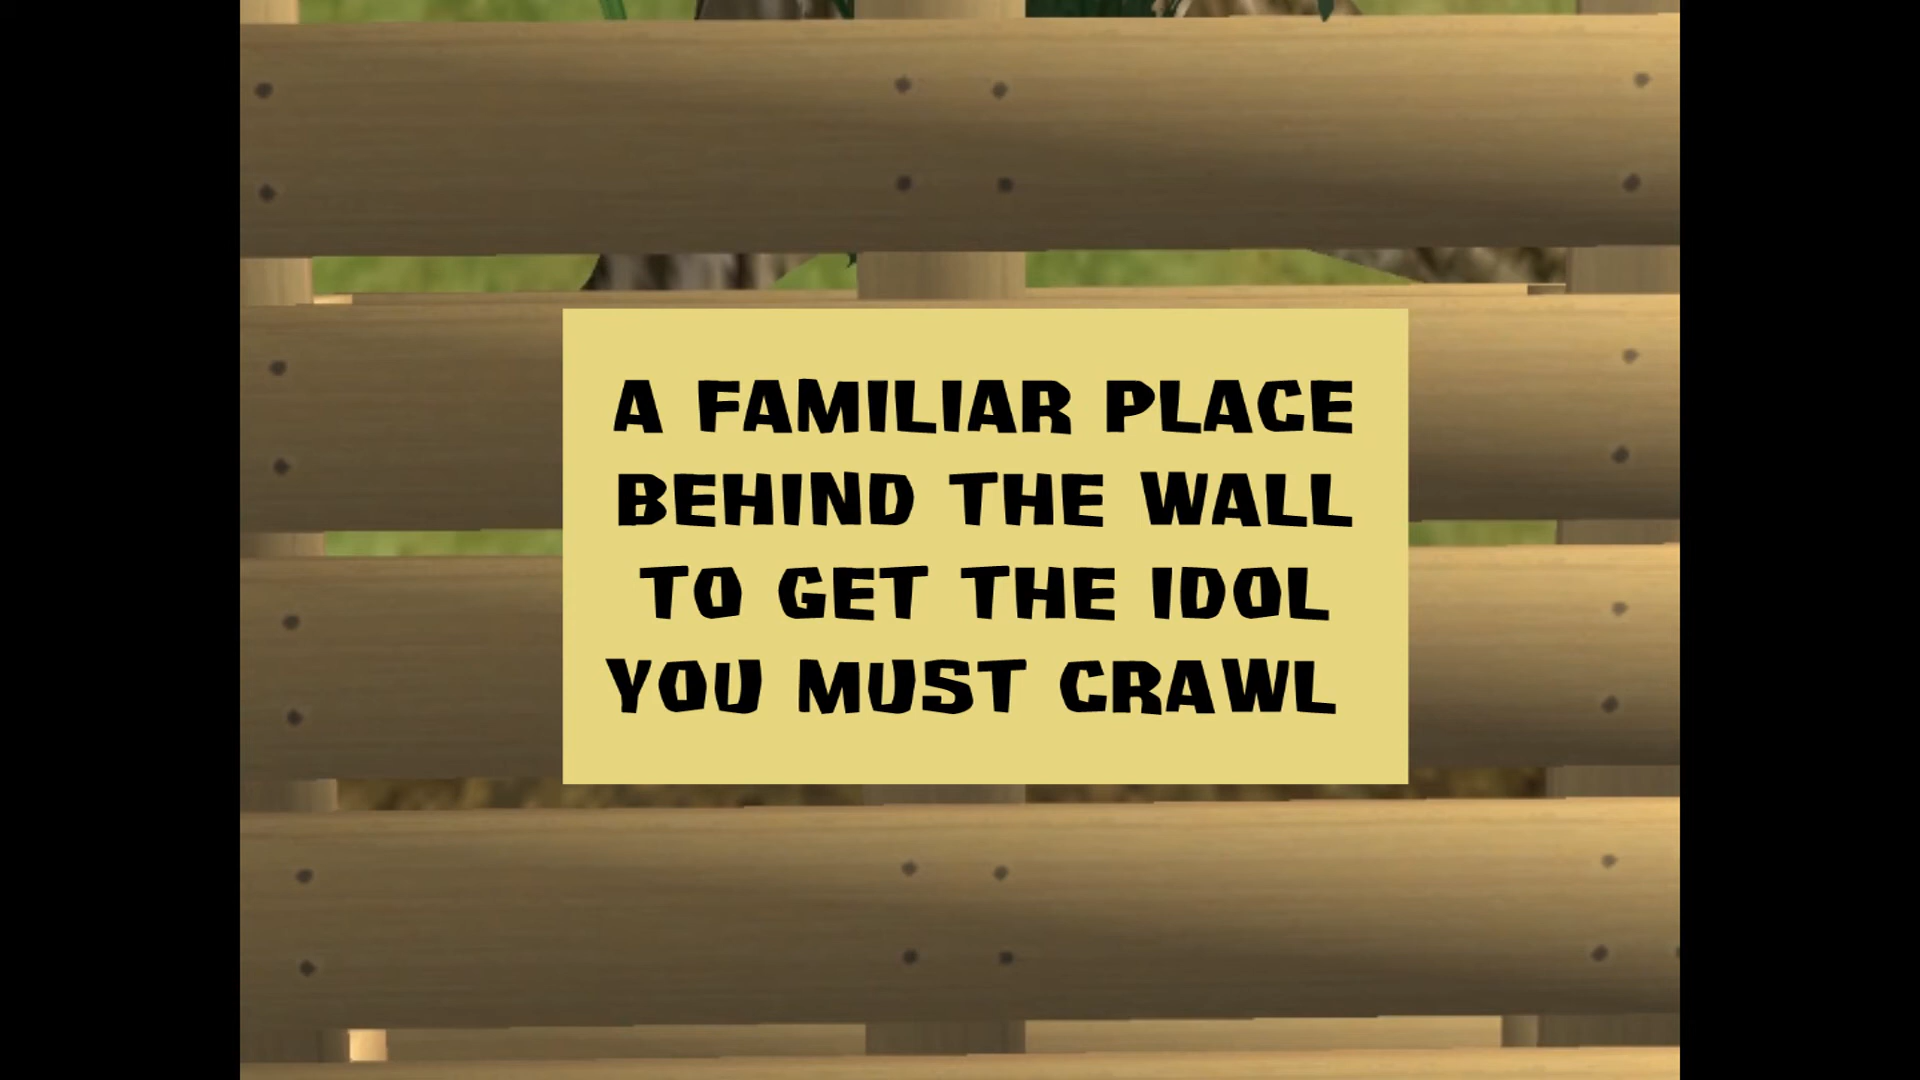 A FAMILIAR PLACE
BEHIND THE WALL
TO GET THE IDOL
YOU MUST CRAWL